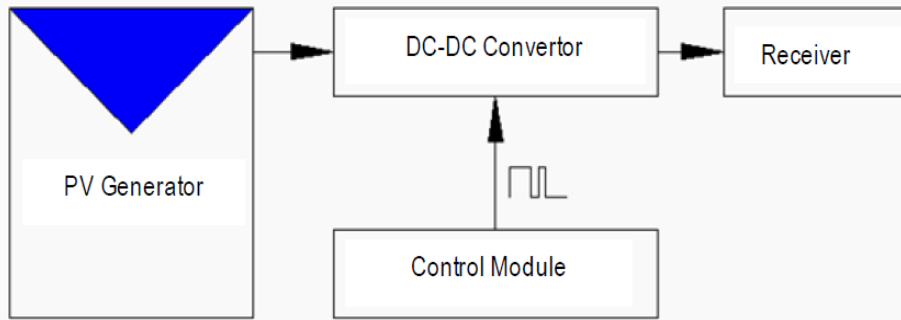 DC-DC Convertor
Receiver
PV Generator
Control Module